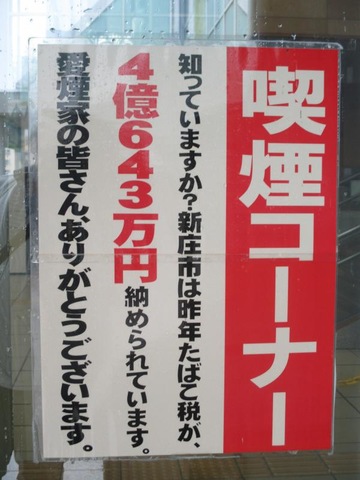 喫煙コーナー
知っていますか?新庄市は昨年たばこ税が、
4億643万円納められています。
愛煙家の皆さん、ありがとうございます。